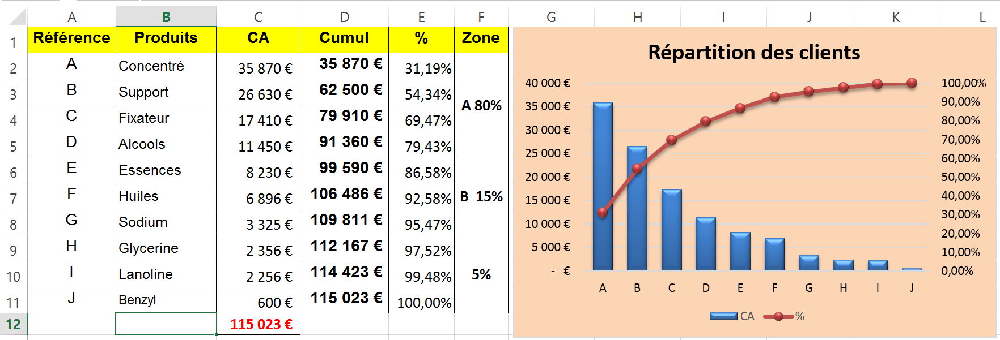 A B C D E F G H I J K L
1 Référence Produits CA Cumul % Zone
2 A Concentré 35 870 € 35 870 € 31,19%
3 B Support 26 630 € 62 500 € 54,34%
A 80%
4 C Fixateur 17 410 € 79 910 € 69,47%
5 D Alcools 11 450 € 91 360 € 79,43%
6 E Essences 8 230 € 99 590 € 86,58%
7 F Huiles 6 896 € 106 486 € 92,58% B 15%
8 G Sodium 3 325 € 109 811 € 95,47%
9 H Glycerine 2 356 € 112 167 € 97,52%
10 I Lanoline 2 256 € 114 423 € 99,48% 5%
11 J Benzyl 600 € 115 023 € 100,00%
12 115 023 €
Répartition des clients
40 000 €
35 000 €
30 000 €
25 000 €
20 000 €
15 000 €
10 000 €
5 000 €
- €
100,00%
90,00%
80,00%
70,00%
60,00%
50,00%
40,00%
30,00%
20,00%
10,00%
0,00%
A B C D E F G H I J
CA %